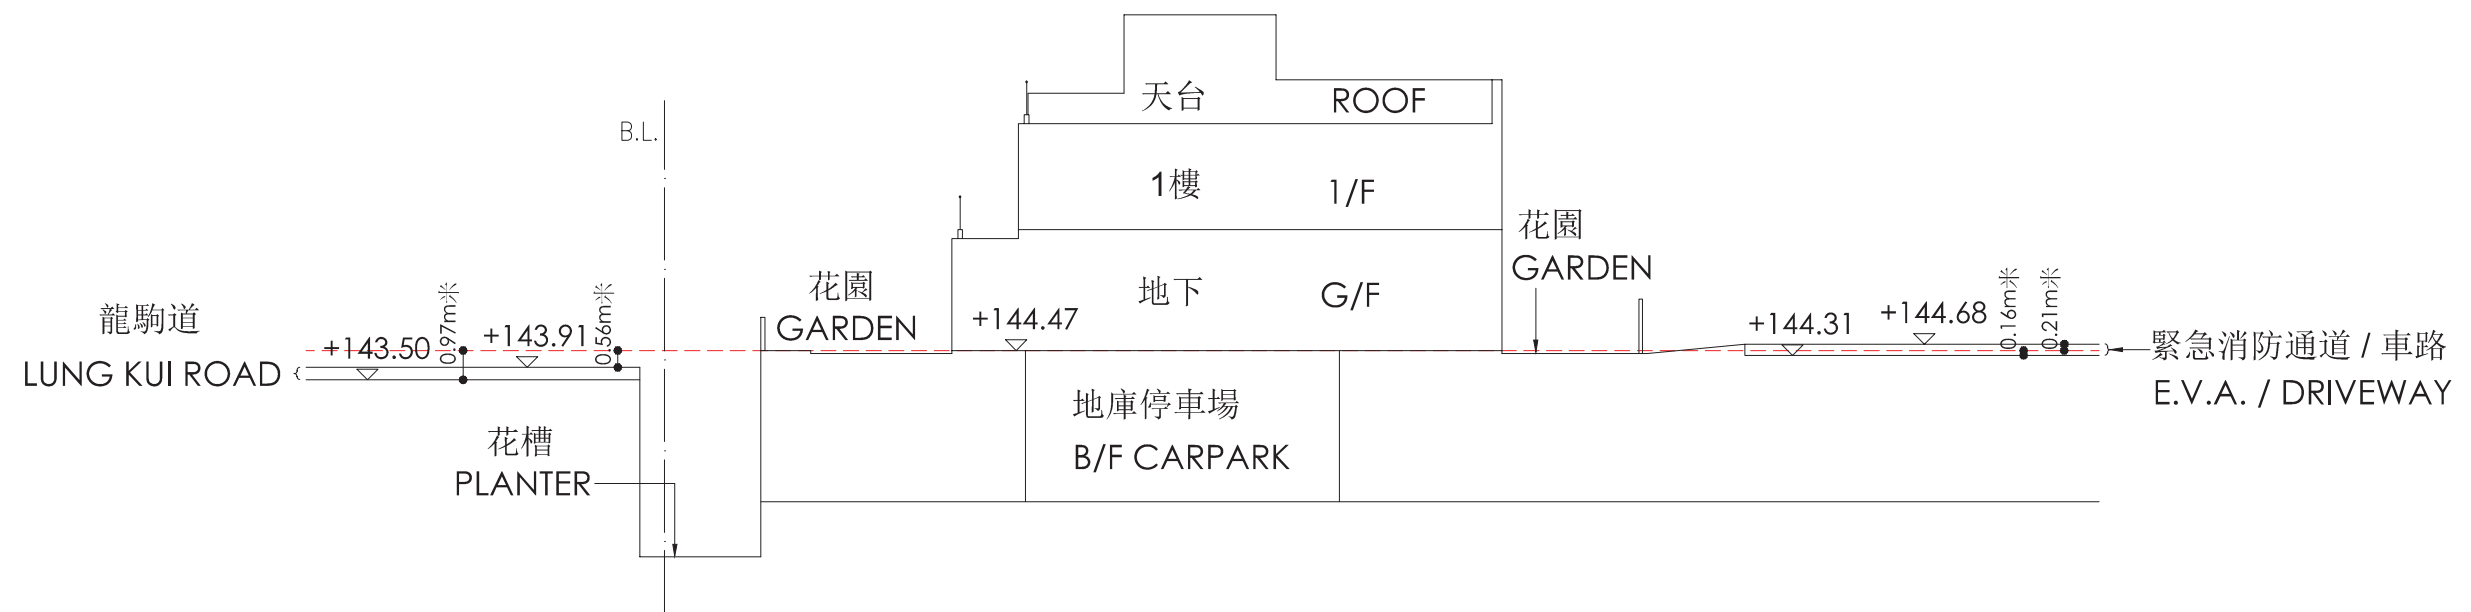 B.L.
天台 ROOF
1樓 1/F
地下 G/F
+144.47
花園
GARDEN
花園
GARDEN
龍駒道
LUNG KUI ROAD
+143.50
0.97m米
+143.91
0.56m米
花槽
PLANTER
地庫停車場
B/F CARPARK
+144.31
+144.68
0.16m米
0.21m米
緊急消防通道 / 車路
E.V.A. / DRIVEWAY